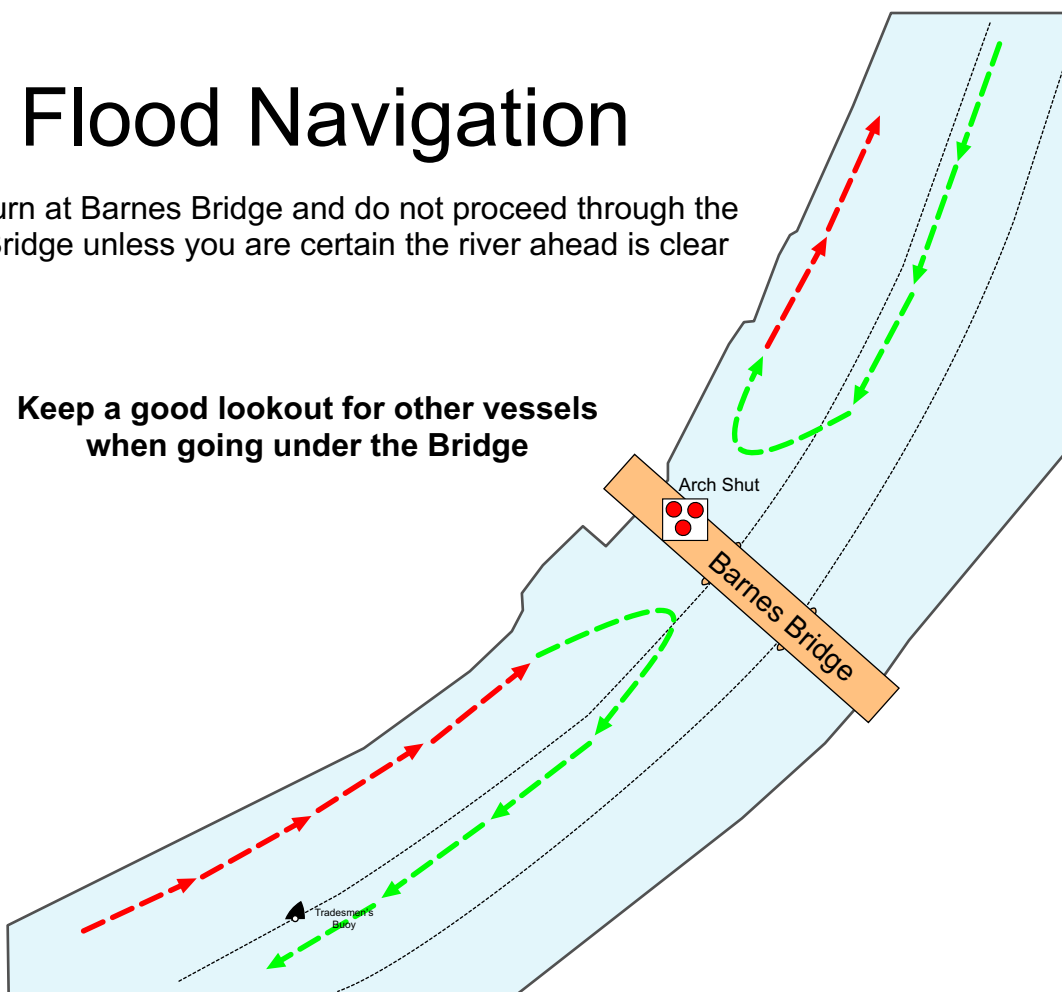 Flood Navigation
urn at Barnes Bridge and do not proceed through the
Bridge unless you are certain the river ahead is clear
Keep a good lookout for other vessels
when going under the Bridge
Arch Shut
Barnes Bridge
Tradesmen's
Buoy